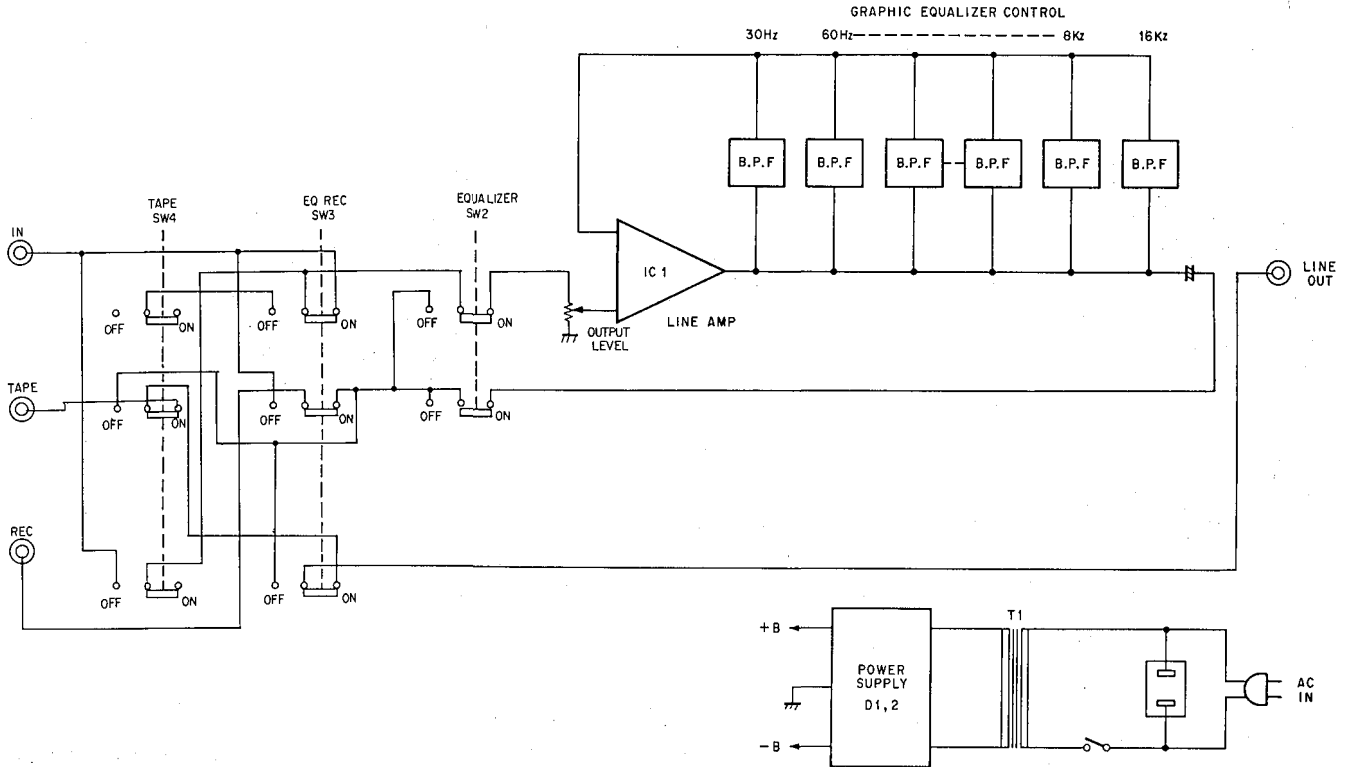 GRAPHIC EQUALIZER CONTROL
30Hz 60Hz 8Kz 16Kz
B.P.F B.P.F B.P.F B.P.F B.P.F B.P.F
TAPE
SW4
EQ REC
SW3
EQUALIZER
SW2
IN
IC 1
LINE AMP
OUTPUT
LEVEL
LINE
OUT
OFF ON OFF ON OFF ON
TAPE
OFF ON OFF ON OFF ON
REC
OFF ON OFF ON
+B
-B
POWER
SUPPLY
D1,2
T1
AC
IN